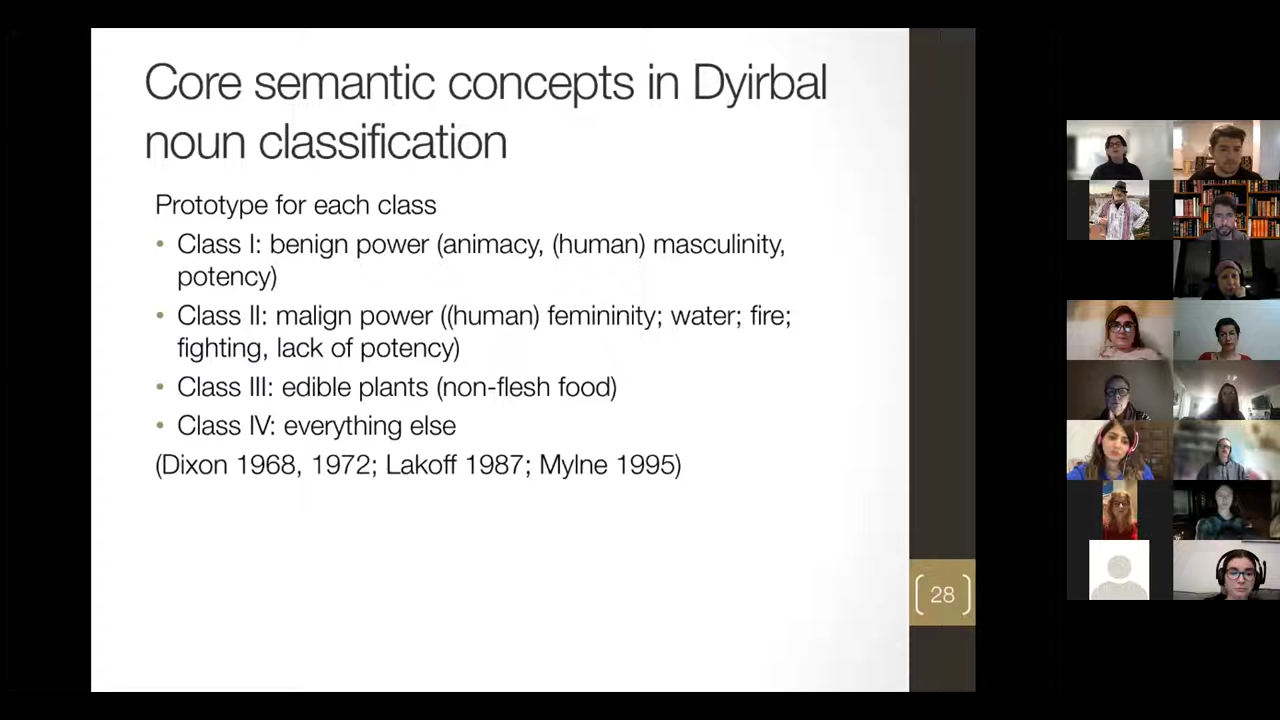 Core semantic concepts in Dyirbal
noun classification
Prototype for each class
• Class I: benign power (animacy, (human) masculinity,
potency)
• Class II: malign power ((human) femininity; water; fire;
fighting, lack of potency)
• Class III: edible plants (non-flesh food)
• Class IV: everything else
(Dixon 1968, 1972; Lakoff 1987; Mylne 1995)
28